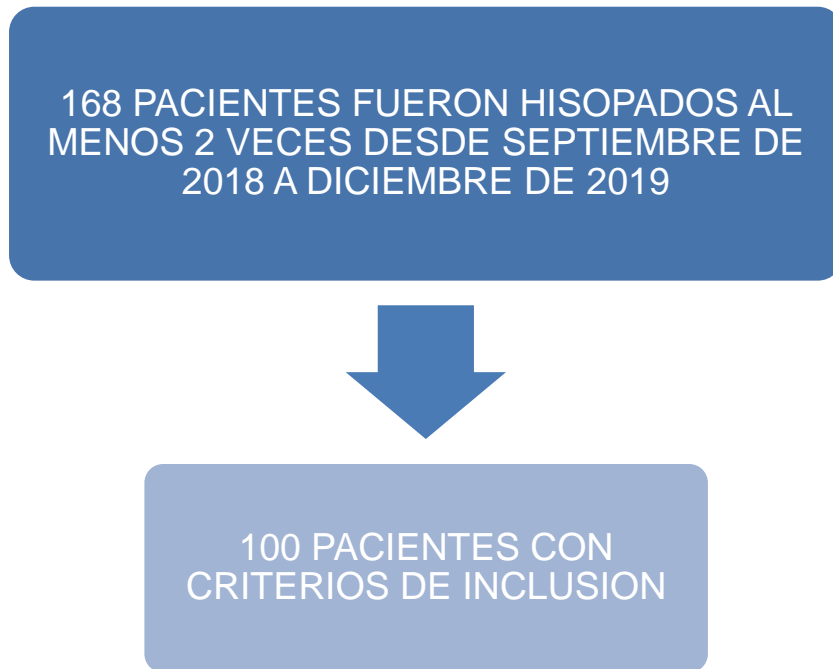 168 PACIENTES FUERON HISOPADOS AL
MENOS 2 VECES DESDE SEPTIEMBRE DE
2018 A DICIEMBRE DE 2019
100 PACIENTES CON
CRITERIOS DE INCLUSION